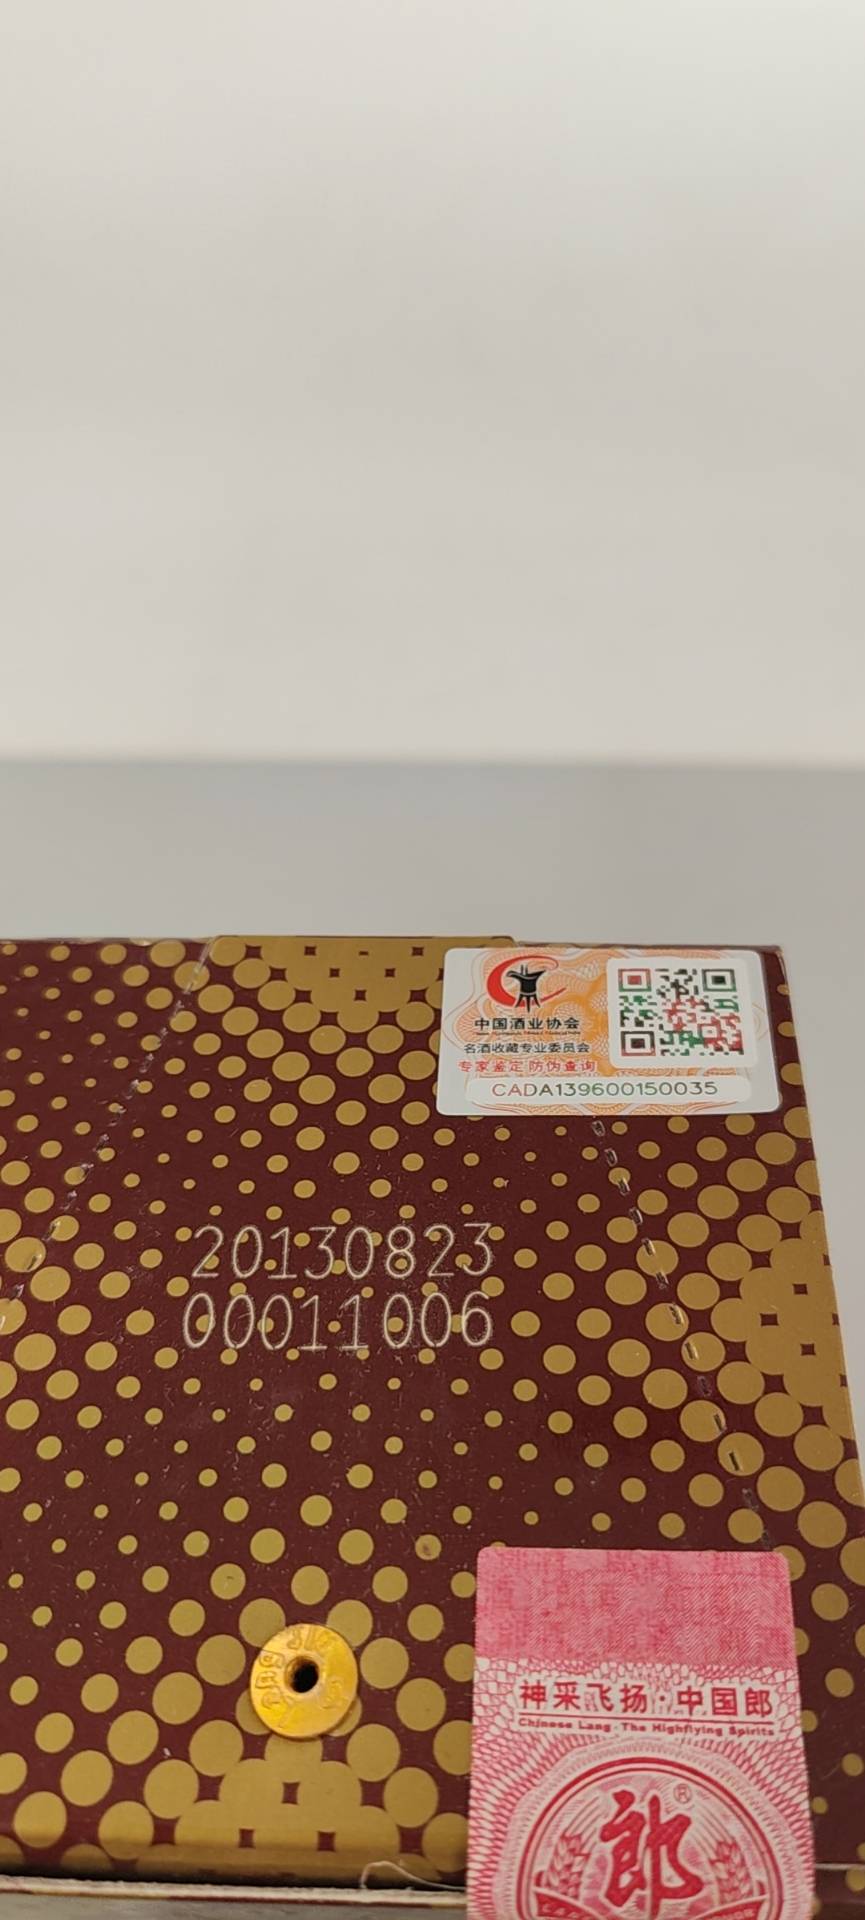 中国酒业协会
名酒收藏专业委员会
专家鉴定 防伪查询
CADA139600150035
20130823
00011006
神采飞扬·中国郎
Chinese Lang·The Highflying Spirits
郎®